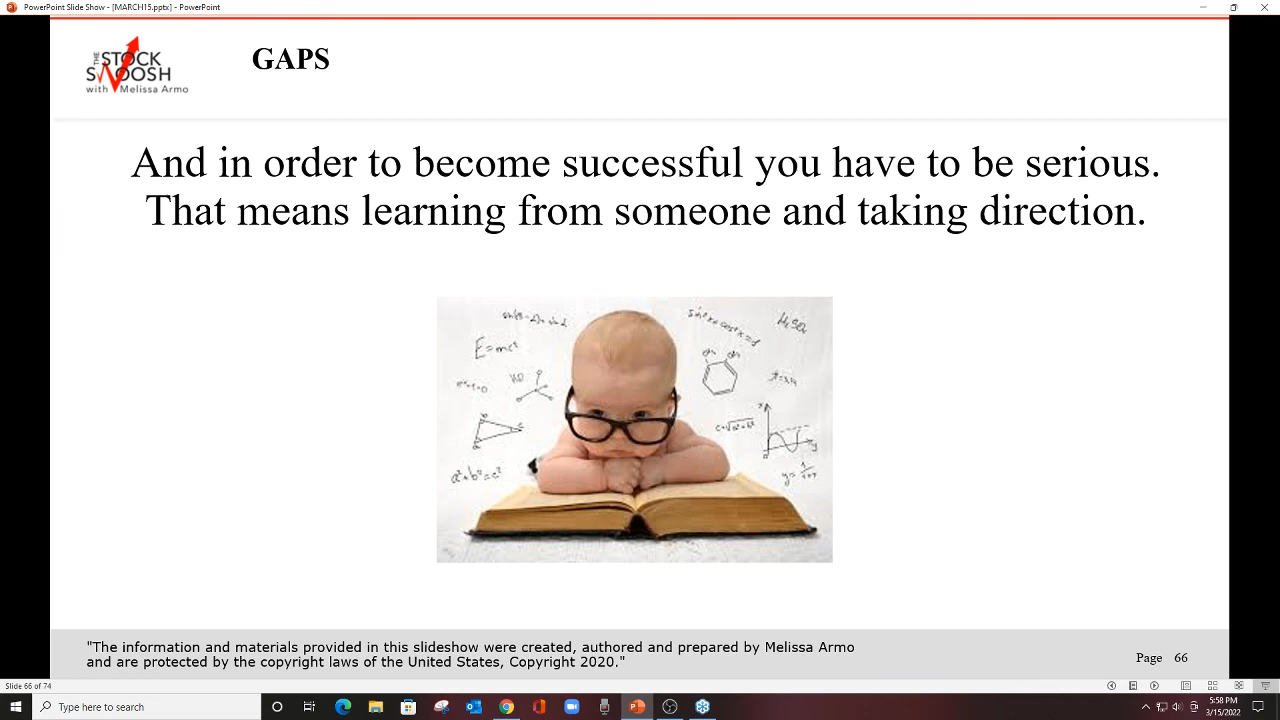 PowerPoint Slide Show - [MARCH15.pptx] - PowerPoint
THE
STOCK
SWOOSH
with Melissa Armo
GAPS
And in order to become successful you have to be serious.
That means learning from someone and taking direction.
E=mc²
a²+b²=c²
"The information and materials provided in this slideshow were created, authored and prepared by Melissa Armo
and are protected by the copyright laws of the United States, Copyright 2020."
Page 66
Slide 66 of 74
Type here to search
5:58 PM
3/15/2022